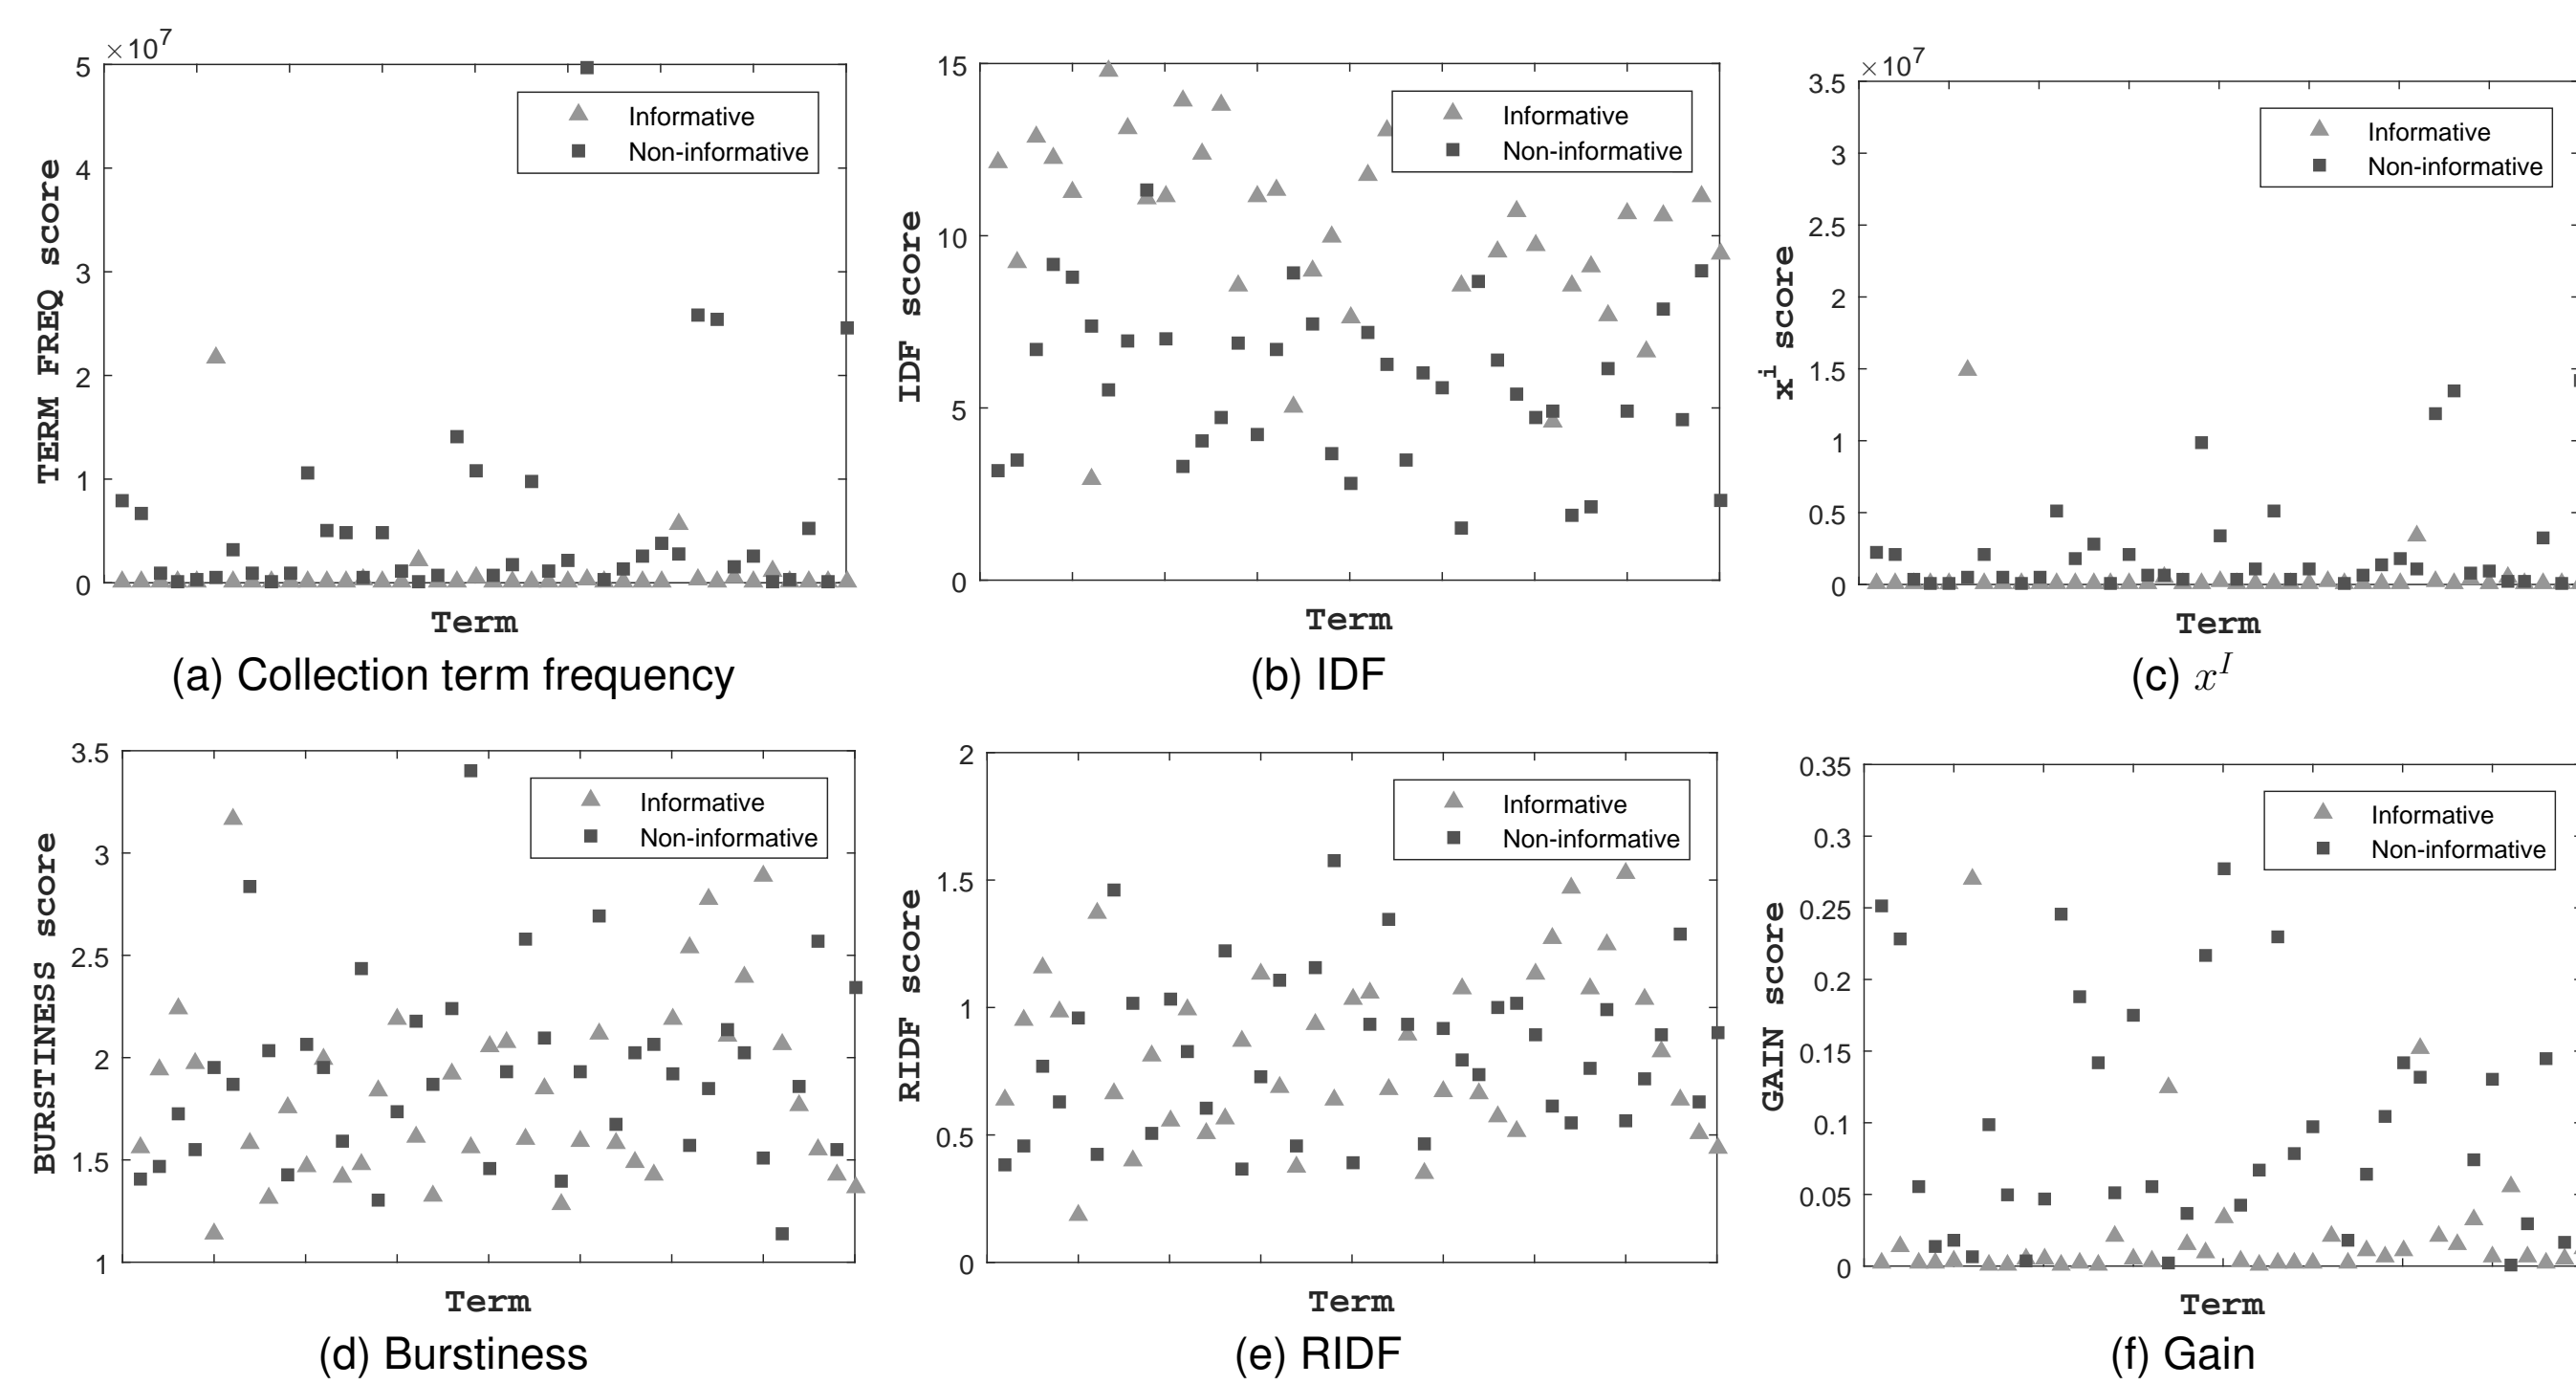 ×10^7
5
4
3
2
1
0
TERM FREQ score
Informative
Non-informative
Term
(a) Collection term frequency
15
10
5
0
IDF score
Informative
Non-informative
Term
(b) IDF
×10^7
3.5
3
2.5
2
1.5
1
0.5
0
x^i score
Informative
Non-informative
Term
(c) x^I
3.5
3
2.5
2
1.5
1
BURSTINESS score
Informative
Non-informative
Term
(d) Burstiness
2
1.5
1
0.5
0
RIDF score
Informative
Non-informative
Term
(e) RIDF
0.35
0.3
0.25
0.2
0.15
0.1
0.05
0
GAIN score
Informative
Non-informative
Term
(f) Gain